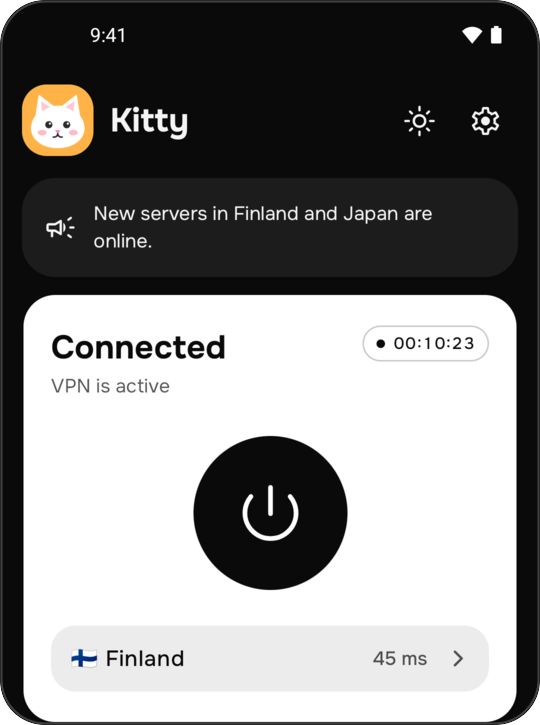 9:41
Kitty
New servers in Finland and Japan are
online.
Connected
00:10:23
VPN is active
Finland
45 ms